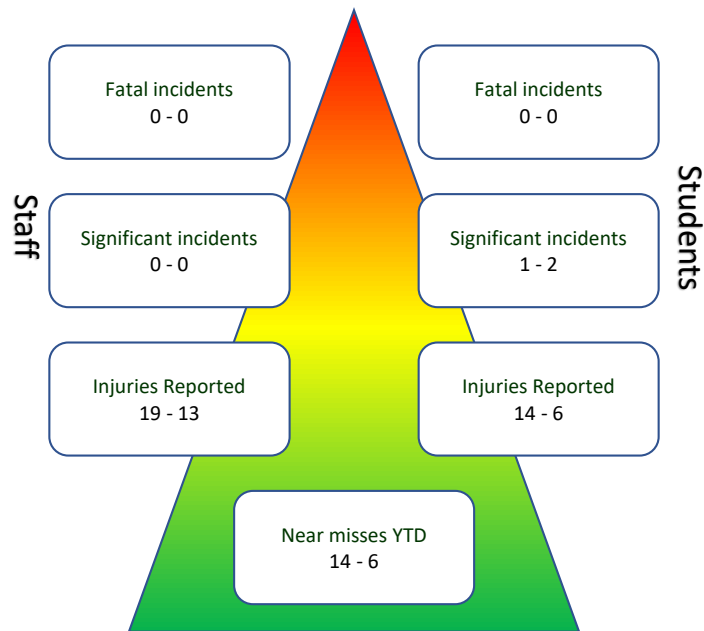 Fatal incidents
0 - 0
Fatal incidents
0 - 0
Staff
Students
Significant incidents
0 - 0
Significant incidents
1 - 2
Injuries Reported
19 - 13
Injuries Reported
14 - 6
Near misses YTD
14 - 6